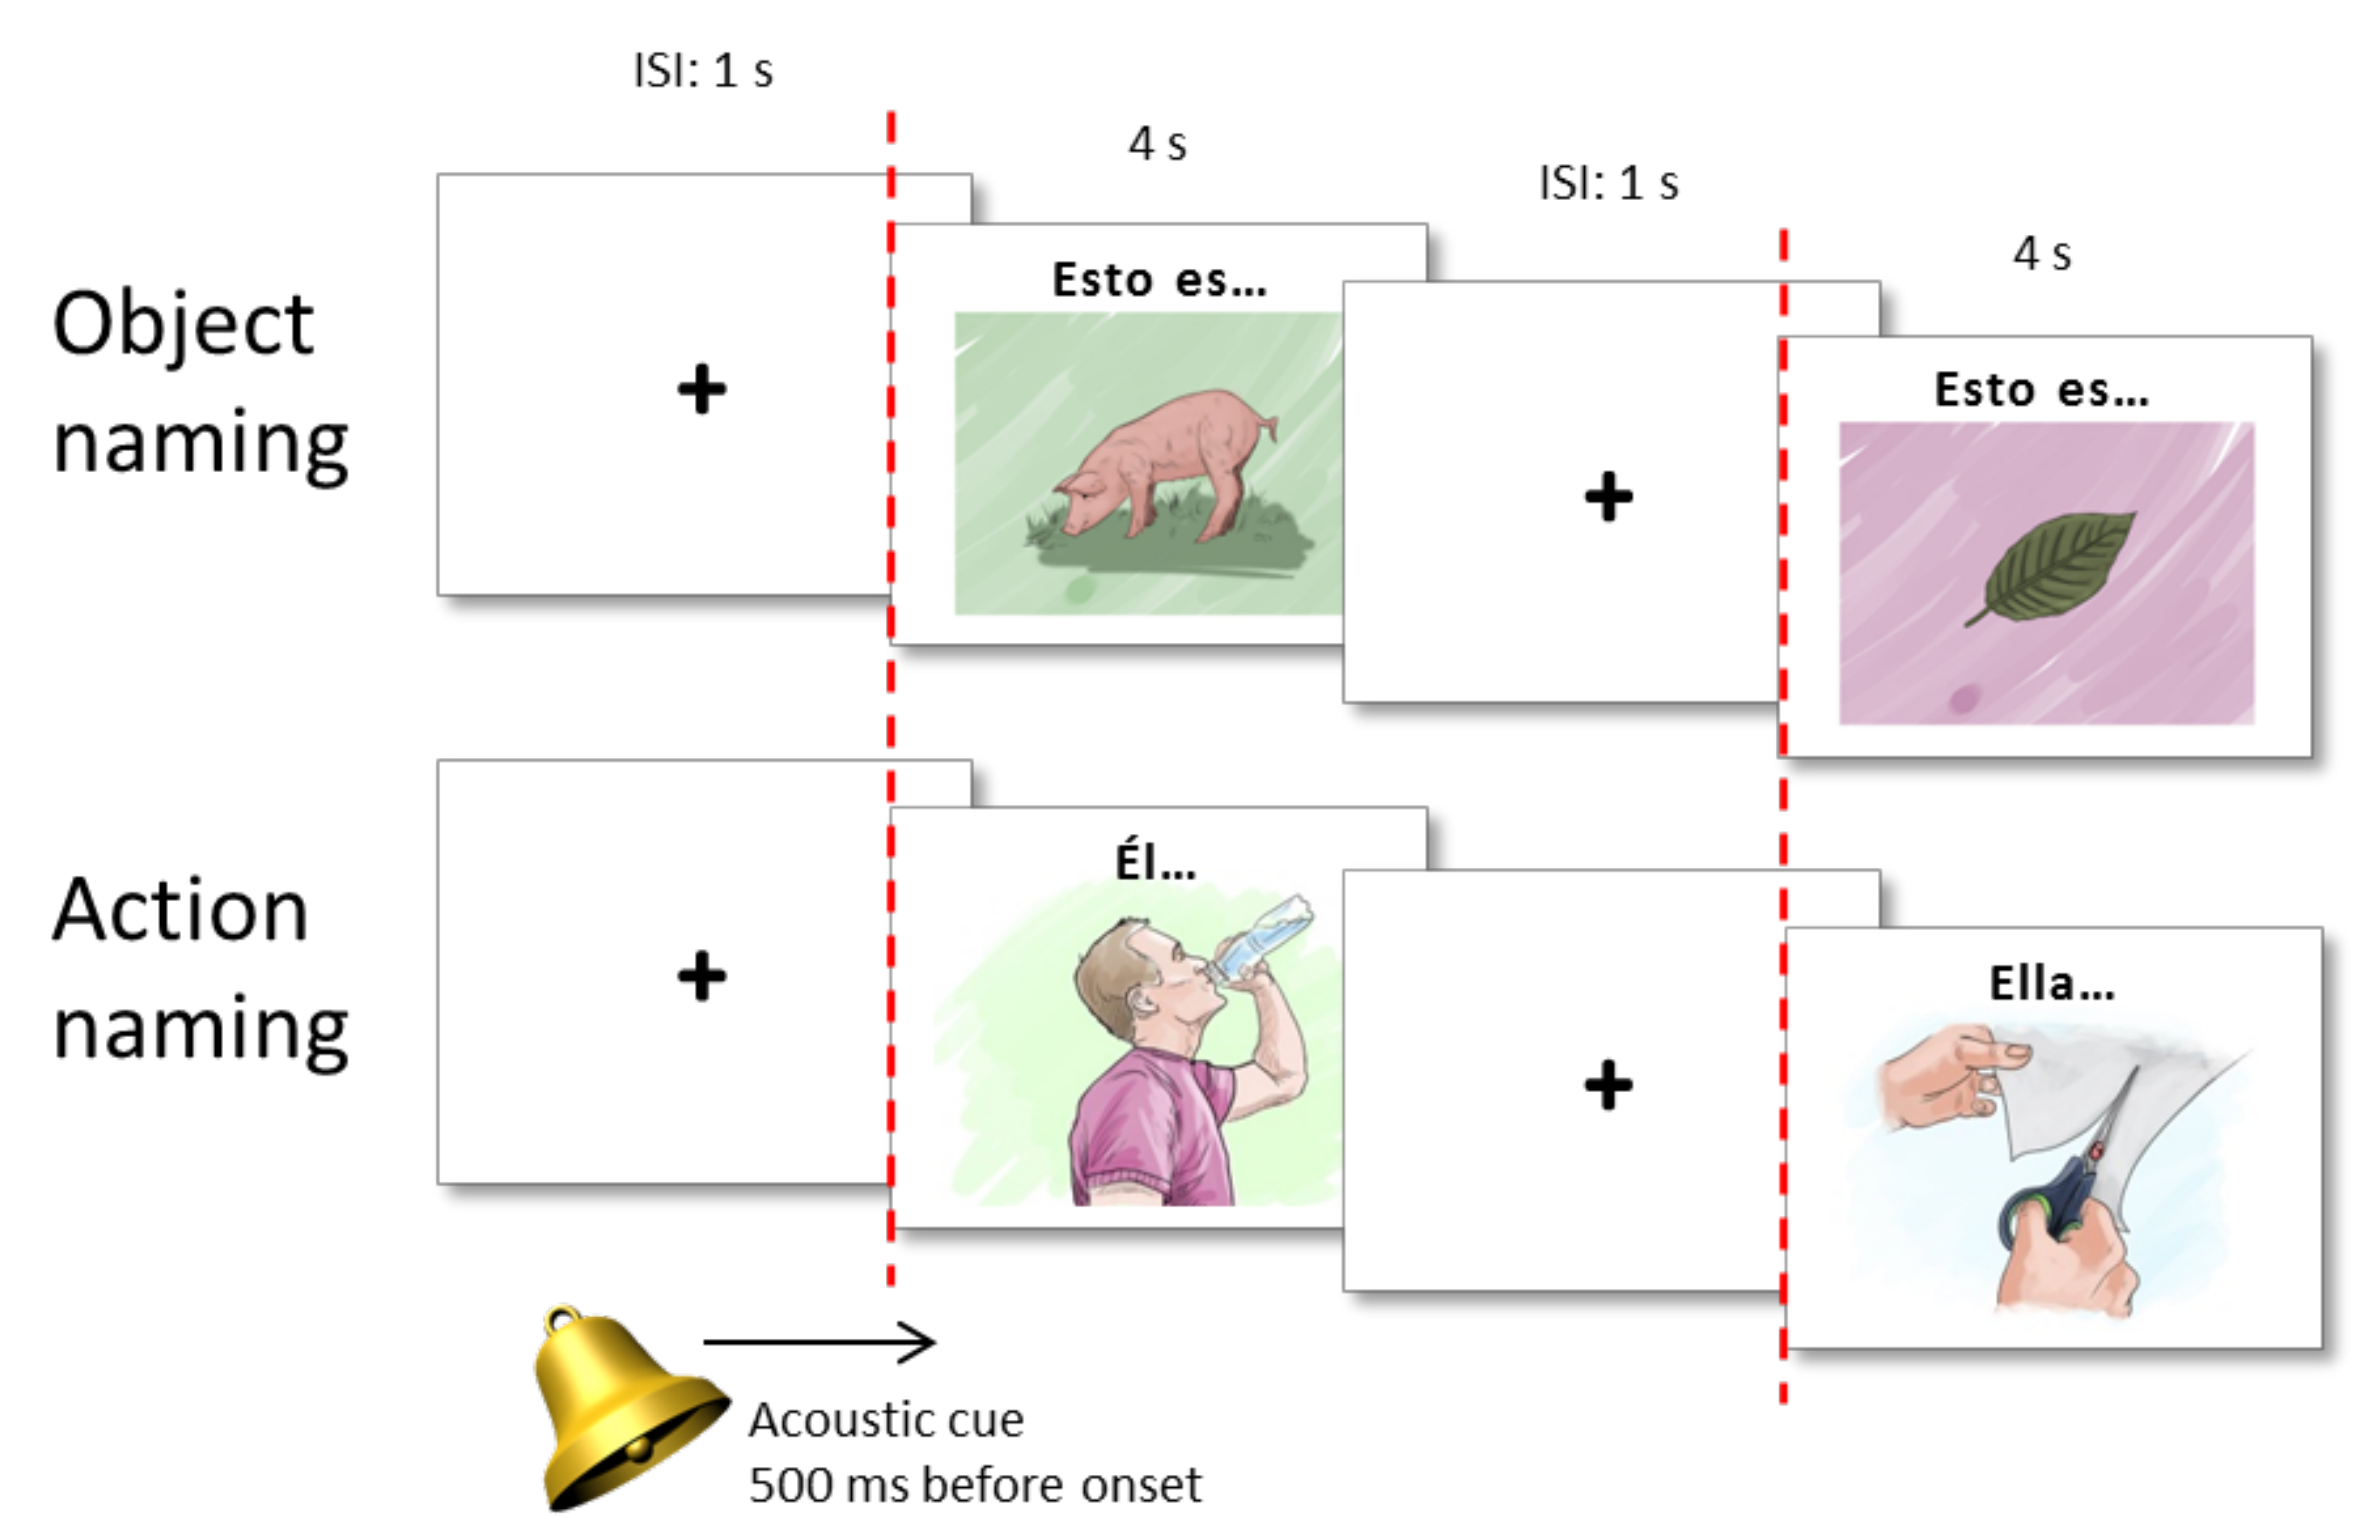 ISI: 1 s
4 s
ISI: 1 s
4 s
Object
naming
Esto es...
Esto es...
Action
naming
Él...
Ella...
Acoustic cue
500 ms before onset